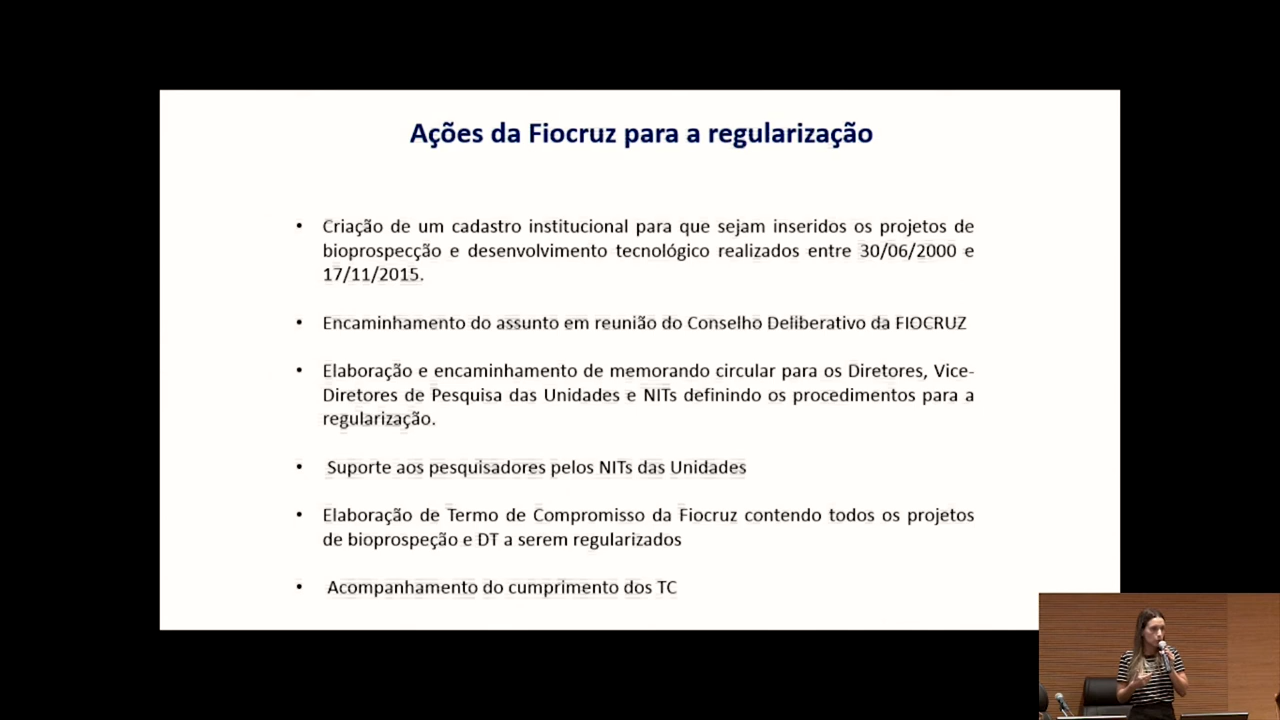 Ações da Fiocruz para a regularização
• Criação de um cadastro institucional para que sejam inseridos os projetos de
bioprospecção e desenvolvimento tecnológico realizados entre 30/06/2000 e
17/11/2015.
• Encaminhamento do assunto em reunião do Conselho Deliberativo da FIOCRUZ
• Elaboração e encaminhamento de memorando circular para os Diretores, Vice-
Diretores de Pesquisa das Unidades e NITs definindo os procedimentos para a
regularização.
• Suporte aos pesquisadores pelos NITs das Unidades
• Elaboração de Termo de Compromisso da Fiocruz contendo todos os projetos
de bioprospeção e DT a serem regularizados
• Acompanhamento do cumprimento dos TC